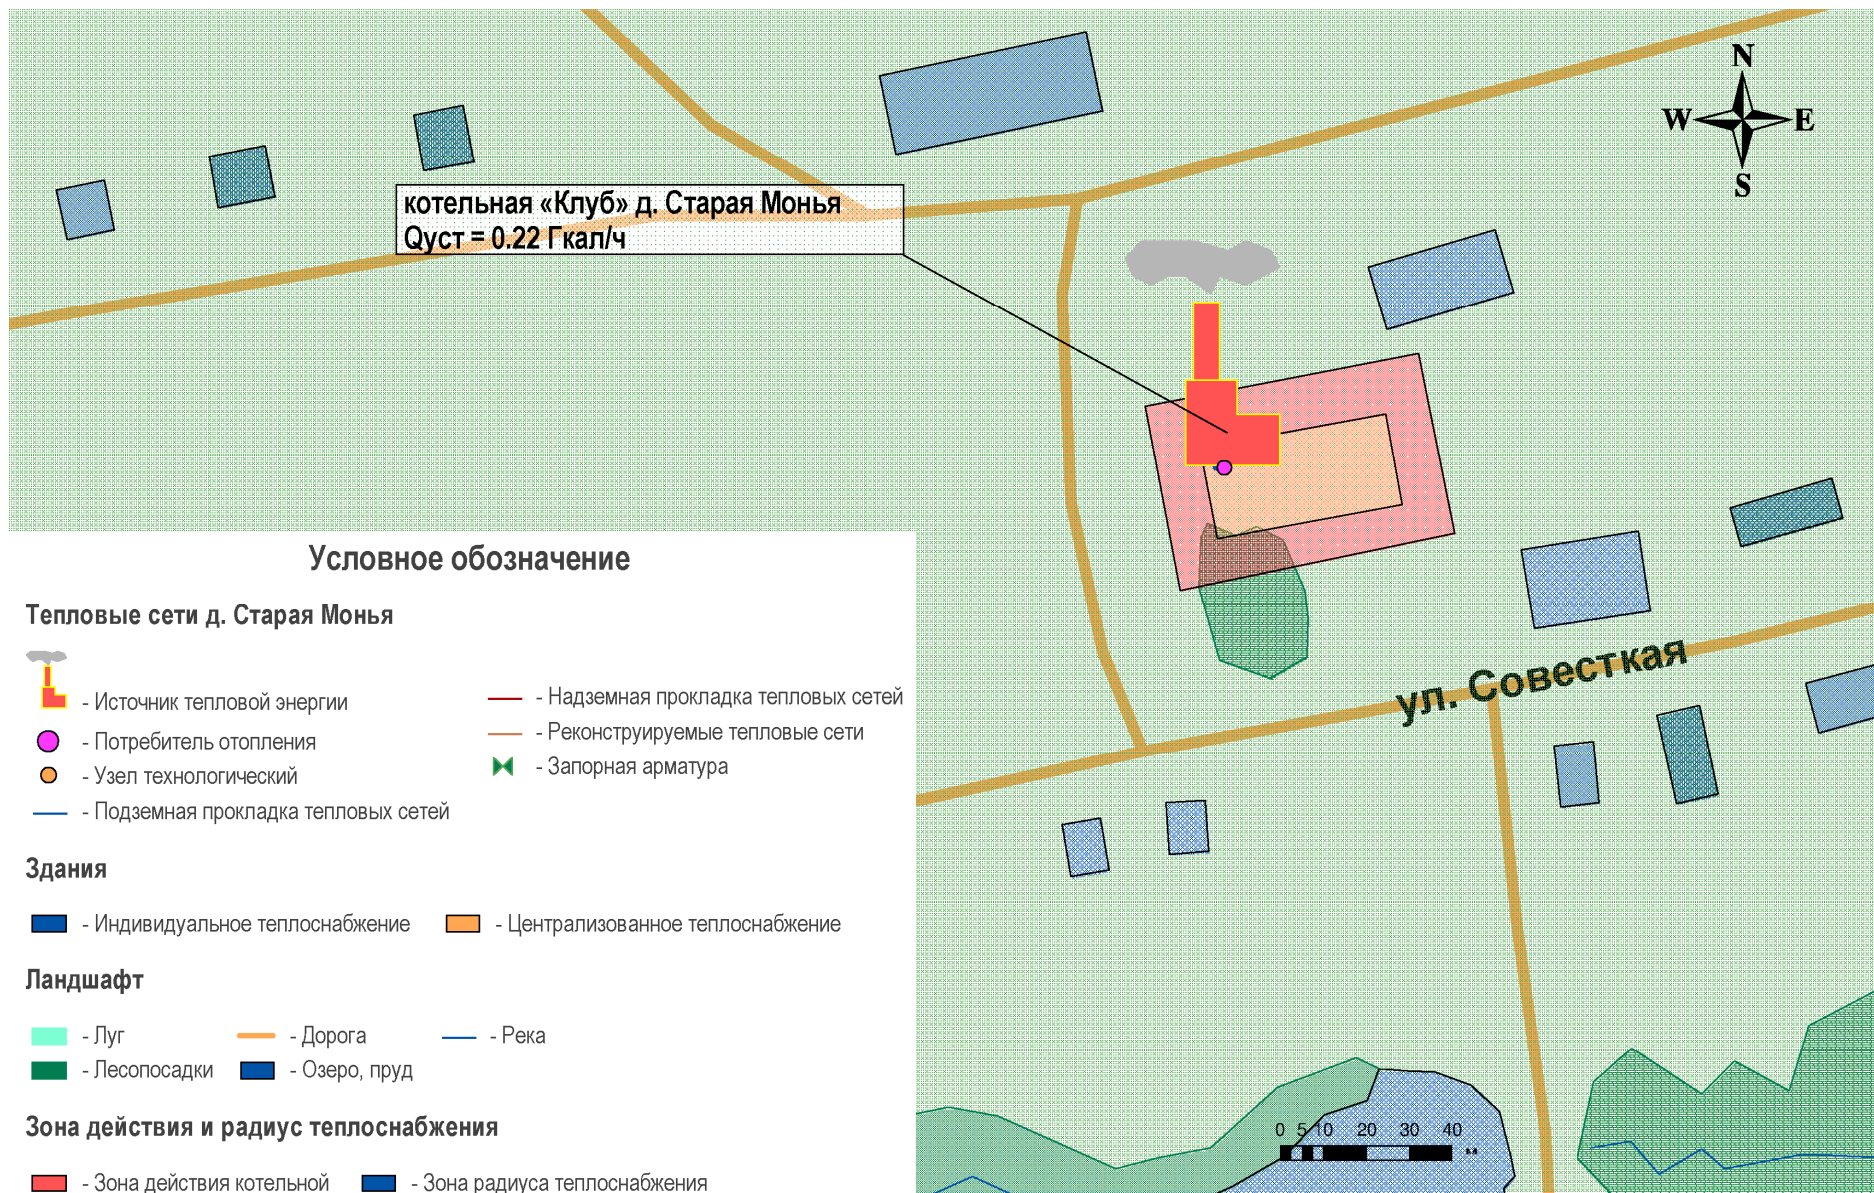 N
W E
S
котельная «Клуб» д. Старая Монья
Qуст = 0.22 Гкал/ч
ул. Совесткая
Условное обозначение
Тепловые сети д. Старая Монья
- Источник тепловой энергии
- Потребитель отопления
- Узел технологический
- Подземная прокладка тепловых сетей
- Надземная прокладка тепловых сетей
- Реконструируемые тепловые сети
- Запорная арматура
Здания
- Индивидуальное теплоснабжение - Централизованное теплоснабжение
Ландшафт
- Луг - Дорога - Река
- Лесопосадки - Озеро, пруд
Зона действия и радиус теплоснабжения
- Зона действия котельной - Зона радиуса теплоснабжения
0 5 10 20 30 40
м